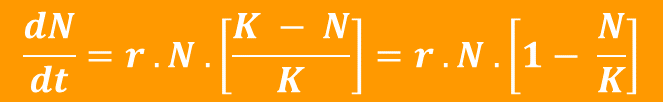 dN/dt = r . N . [K − N / K] = r . N . [1 − N/K]